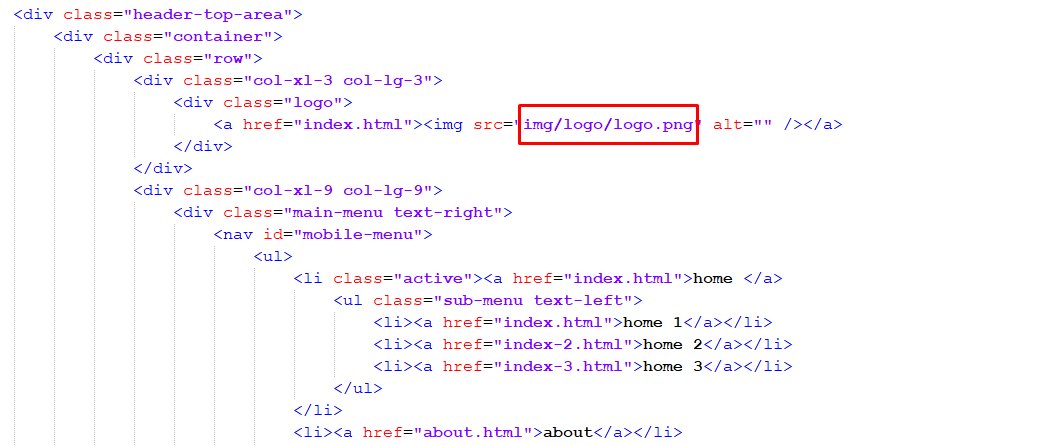 <div class="header-top-area">
<div class="container">
<div class="row">
<div class="col-xl-3 col-lg-3">
<div class="logo">
<a href="index.html"><img src="img/logo/logo.png" alt="" /></a>
</div>
</div>
<div class="col-xl-9 col-lg-9">
<div class="main-menu text-right">
<nav id="mobile-menu">
<ul>
<li class="active"><a href="index.html">home </a>
<ul class="sub-menu text-left">
<li><a href="index.html">home 1</a></li>
<li><a href="index-2.html">home 2</a></li>
<li><a href="index-3.html">home 3</a></li>
</ul>
</li>
<li><a href="about.html">about</a></li>